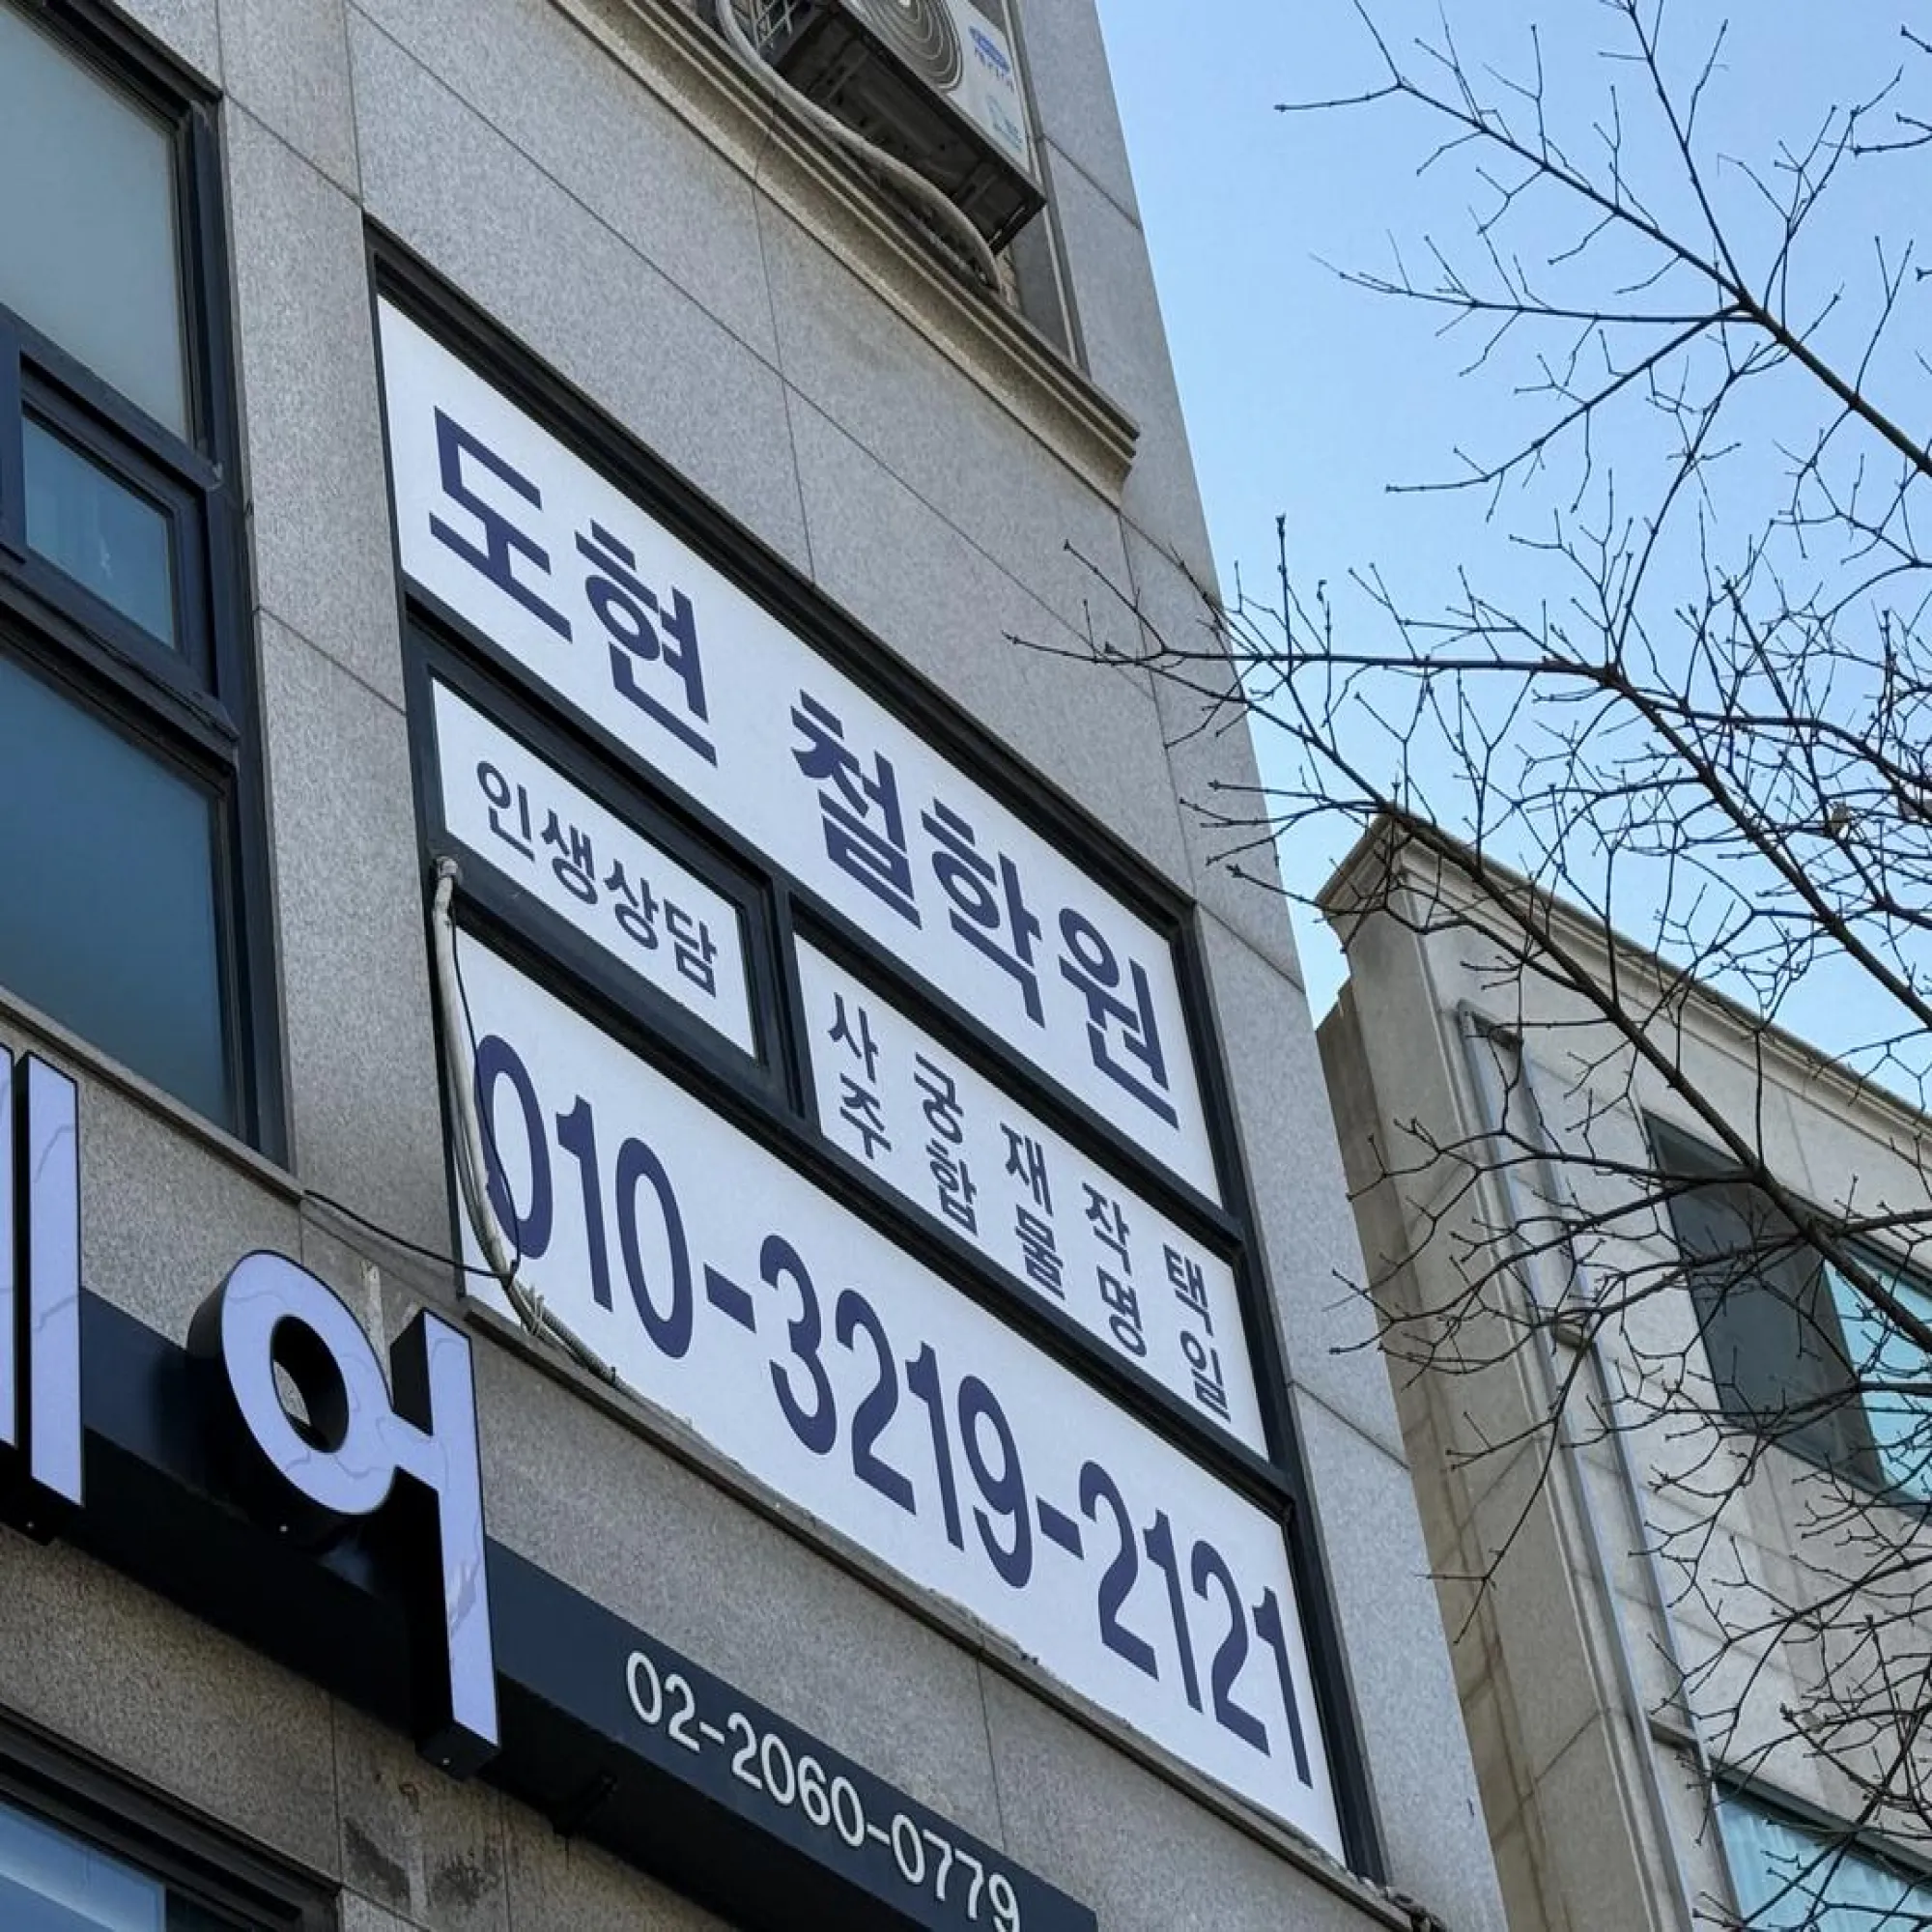 도현 철학원
인생상담
사주 궁합 재물 작명 택일
010-3219-2121
어
02-2060-0779